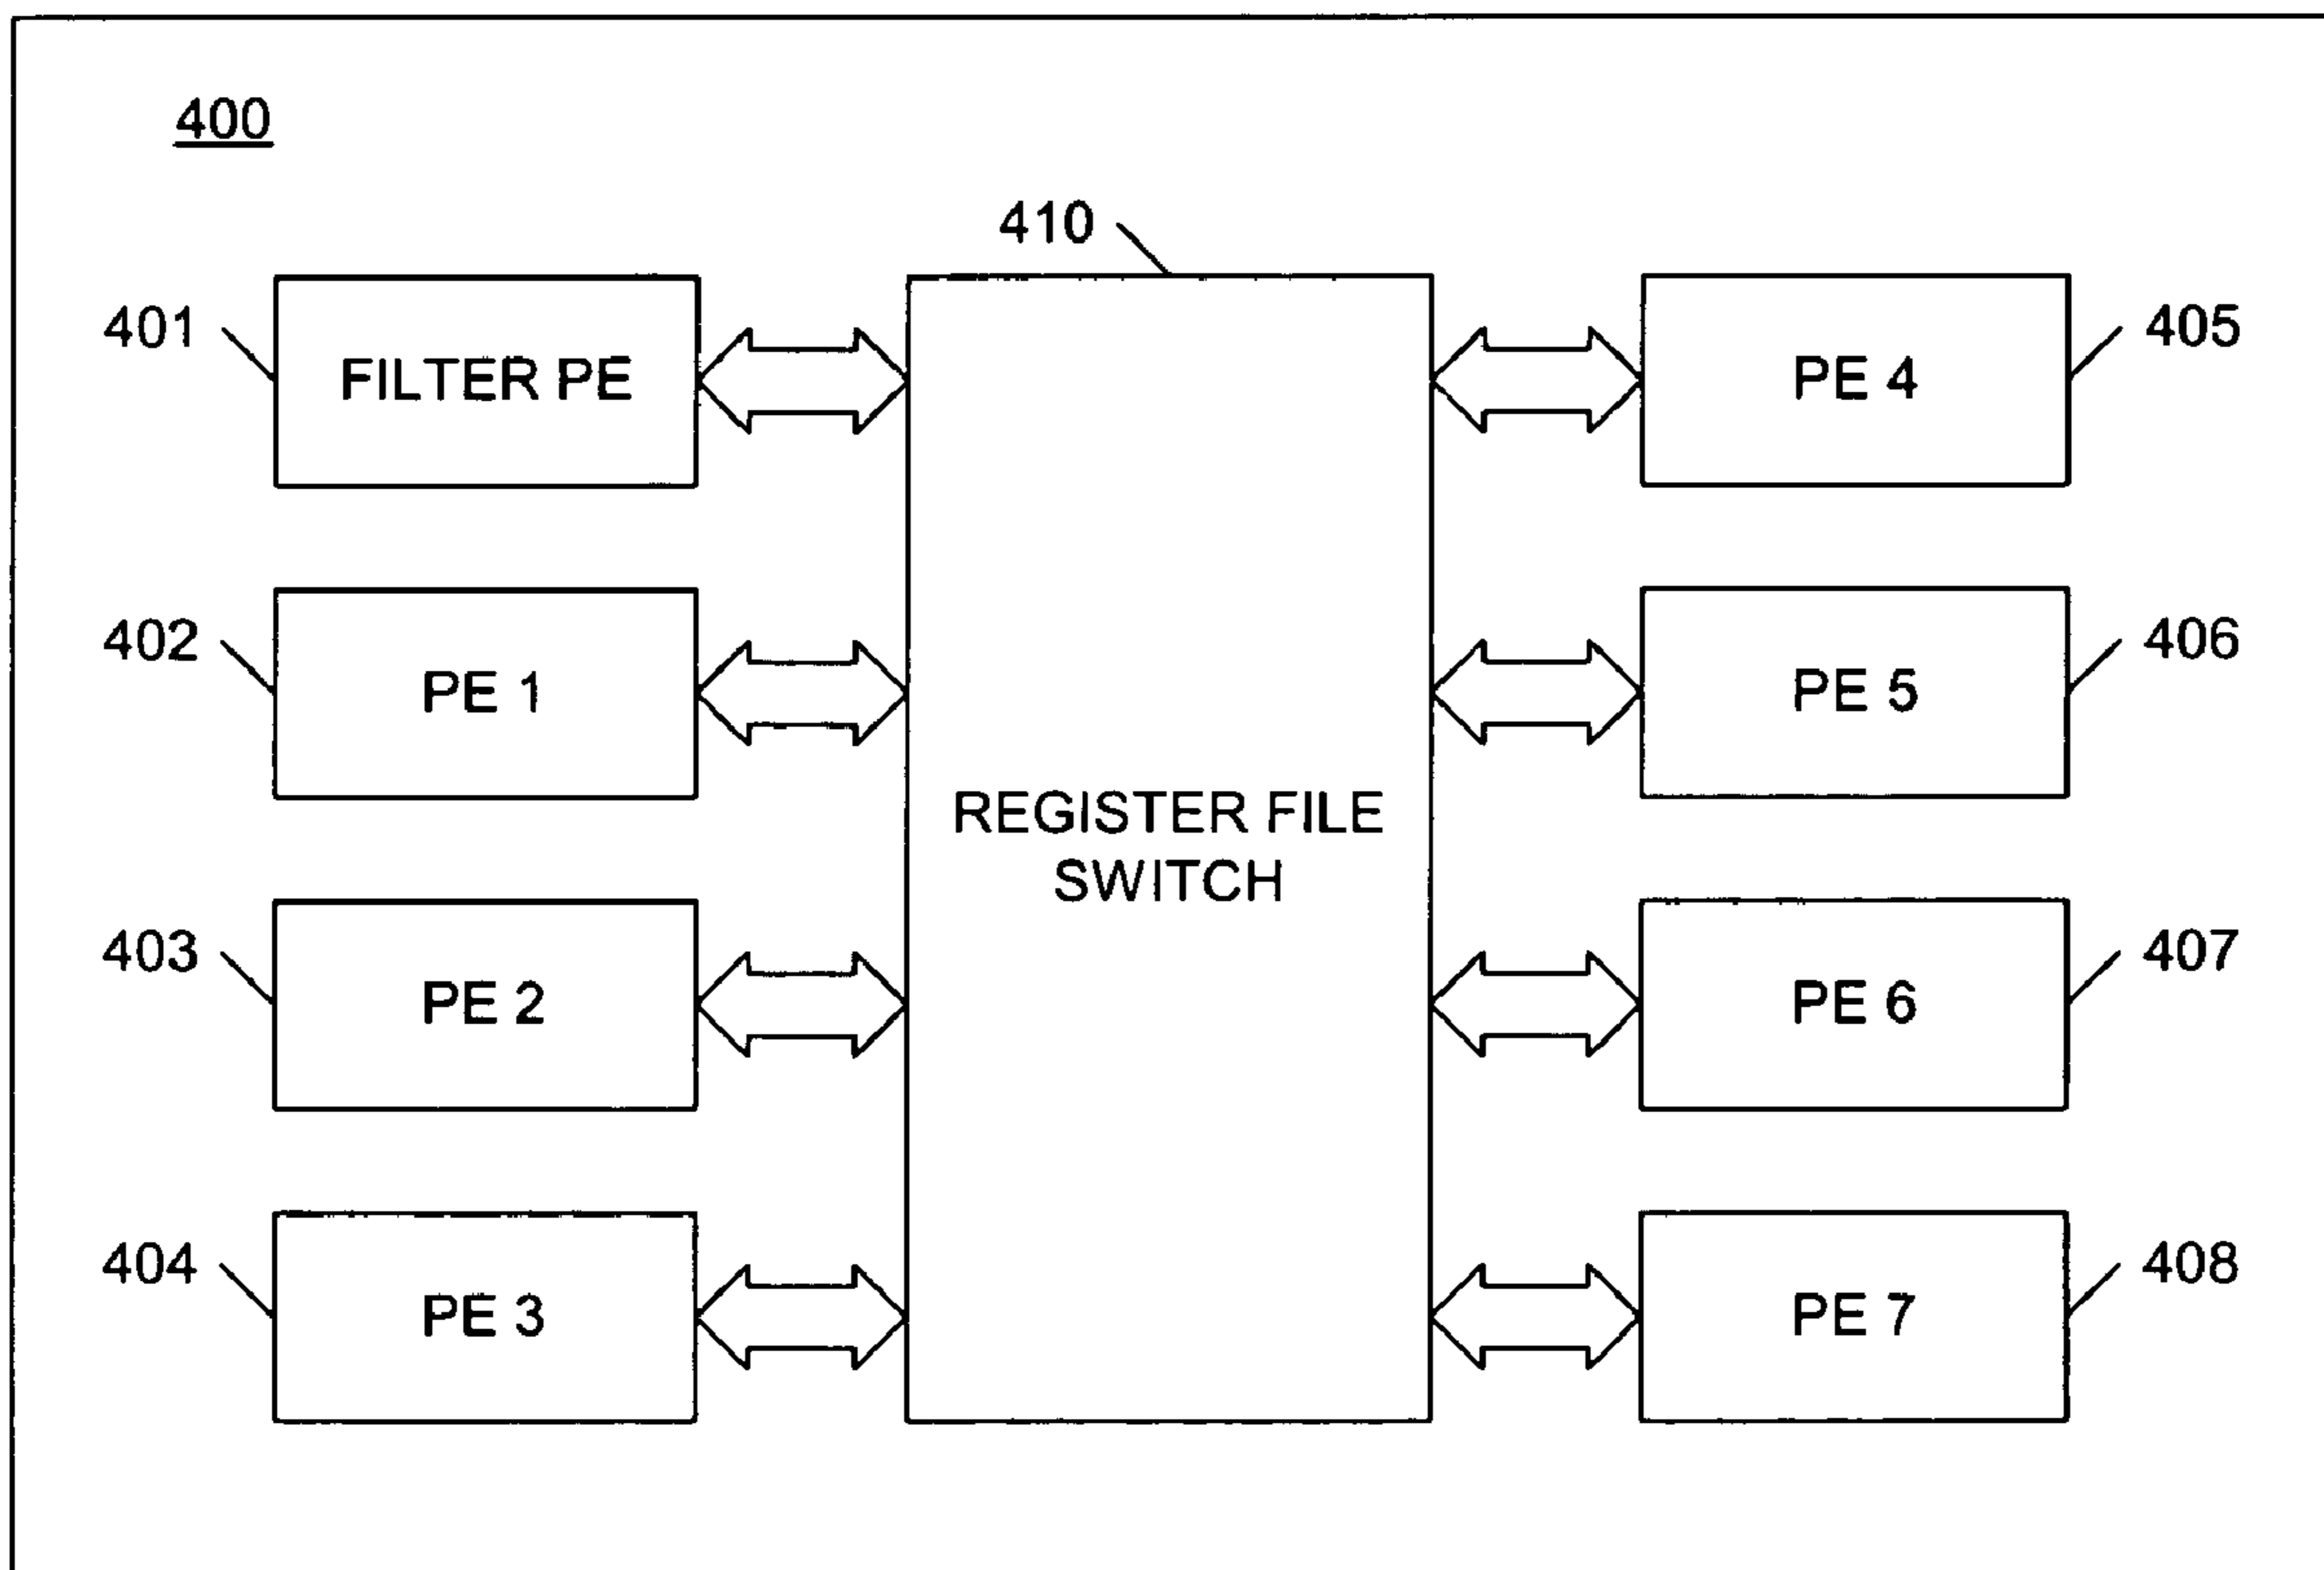 400
410
401
FILTER PE
PE 4
405
402
PE 1
PE 5
406
REGISTER FILE
SWITCH
403
PE 2
PE 6
407
404
PE 3
PE 7
408